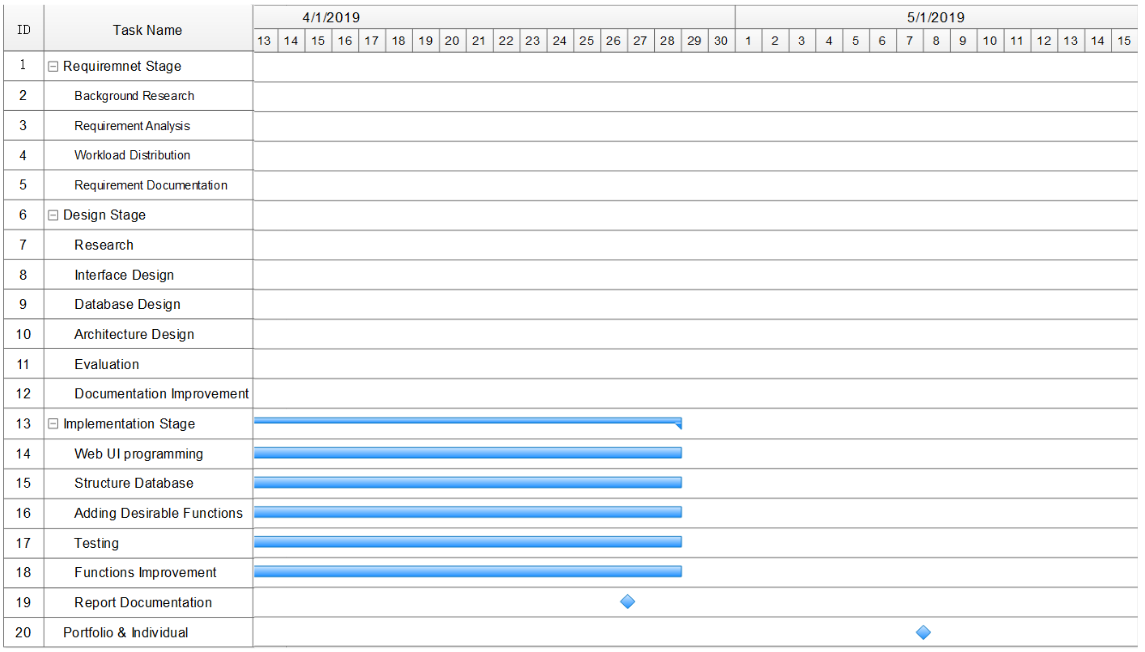 ID Task Name 4/1/2019 5/1/2019
13 14 15 16 17 18 19 20 21 22 23 24 25 26 27 28 29 30 1 2 3 4 5 6 7 8 9 10 11 12 13 14 15
1 Requiremnet Stage
2 Background Research
3 Requirement Analysis
4 Workload Distribution
5 Requirement Documentation
6 Design Stage
7 Research
8 Interface Design
9 Database Design
10 Architecture Design
11 Evaluation
12 Documentation Improvement
13 Implementation Stage
14 Web UI programming
15 Structure Database
16 Adding Desirable Functions
17 Testing
18 Functions Improvement
19 Report Documentation
20 Portfolio & Individual